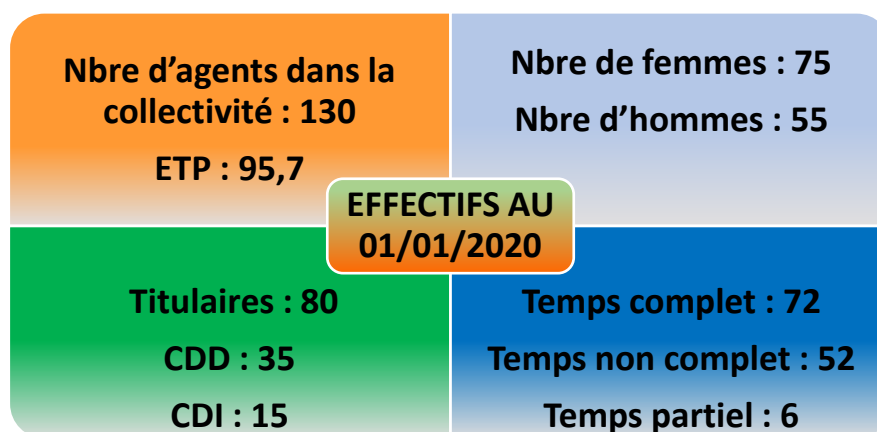 Nbre d'agents dans la
collectivité : 130
ETP : 95,7
Nbre de femmes : 75
Nbre d'hommes : 55
EFFECTIFS AU
01/01/2020
Titulaires : 80
CDD : 35
CDI : 15
Temps complet : 72
Temps non complet : 52
Temps partiel : 6